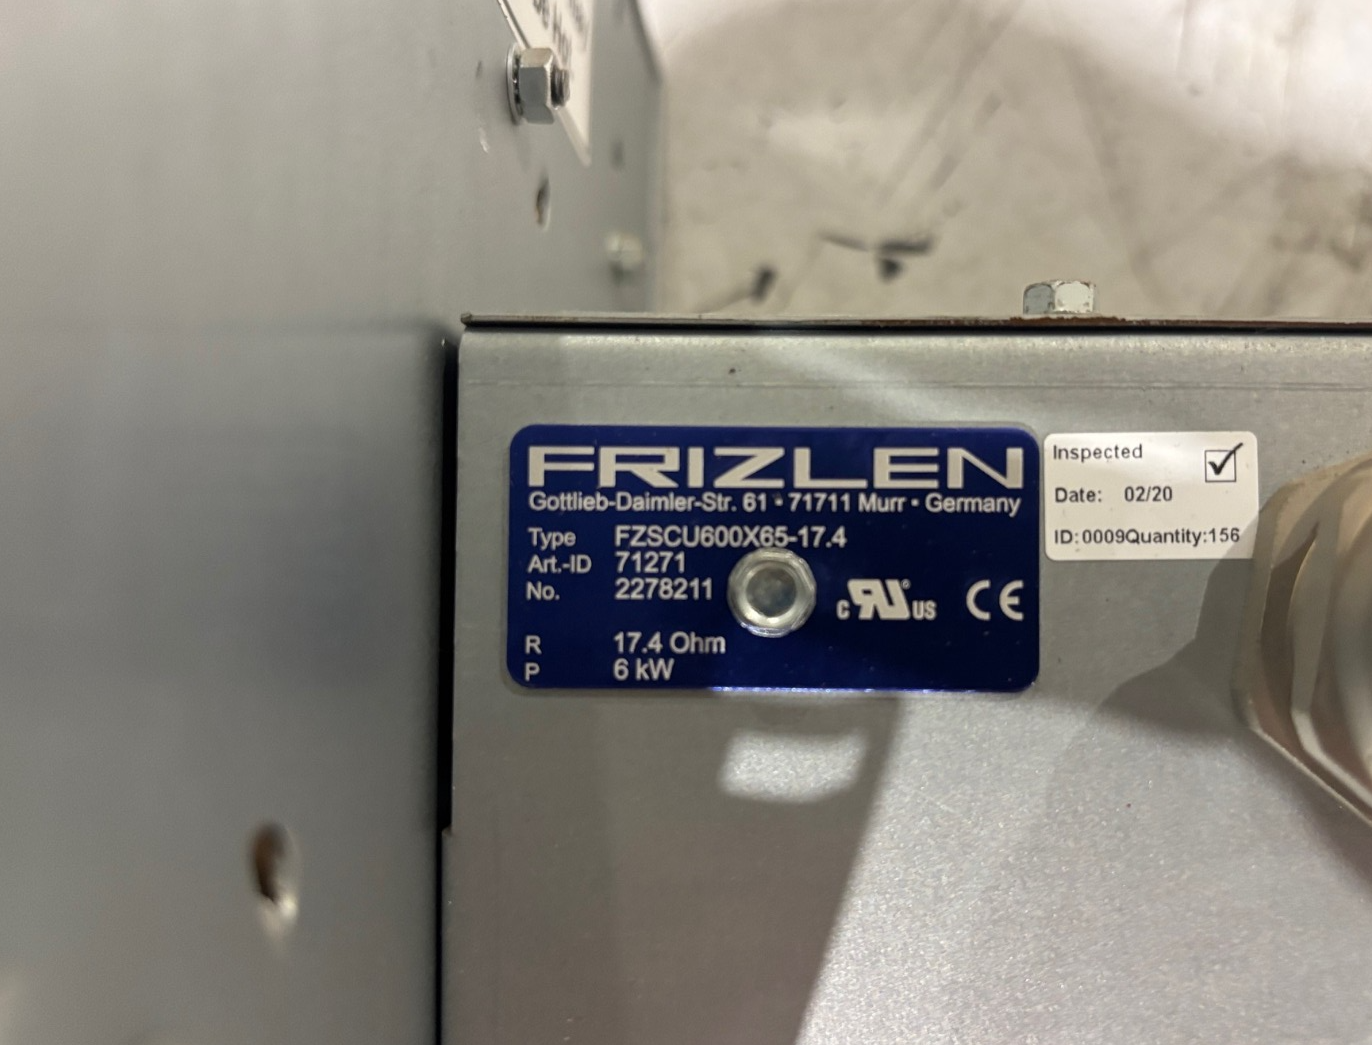 FRIZLEN
Gottlieb-Daimler-Str. 61 • 71711 Murr • Germany
Type FZSCU600X65-17.4
Art.-ID 71271
No. 2278211
c RU US CE
R 17.4 Ohm
P 6 kW
Inspected
Date: 02/20
ID:0009Quantity:156